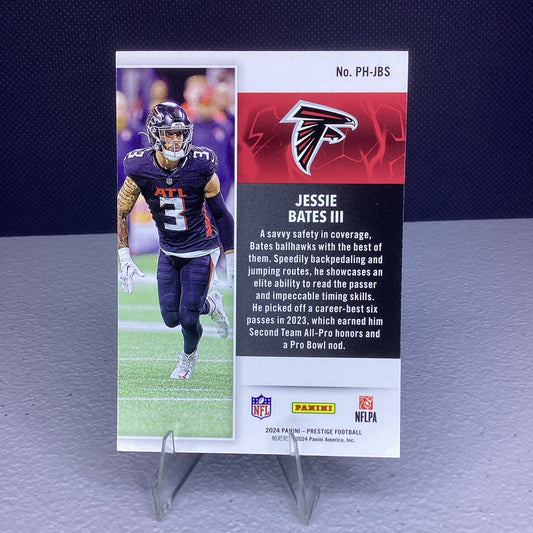 No. PH-JBS
JESSIE
BATES III
A savvy safety in coverage,
Bates ballhawks with the best of
them. Speedily backpedaling and
jumping routes, he showcases an
elite ability to read the passer
and impeccable timing skills.
He picked off a career-best six
passes in 2023, which earned him
Second Team All-Pro honors and
a Pro Bowl nod.
3
ATL
3
NFL
PANINI
NFLPA
2024 PANINI – PRESTIGE FOOTBALL
2024 Panini America, Inc.